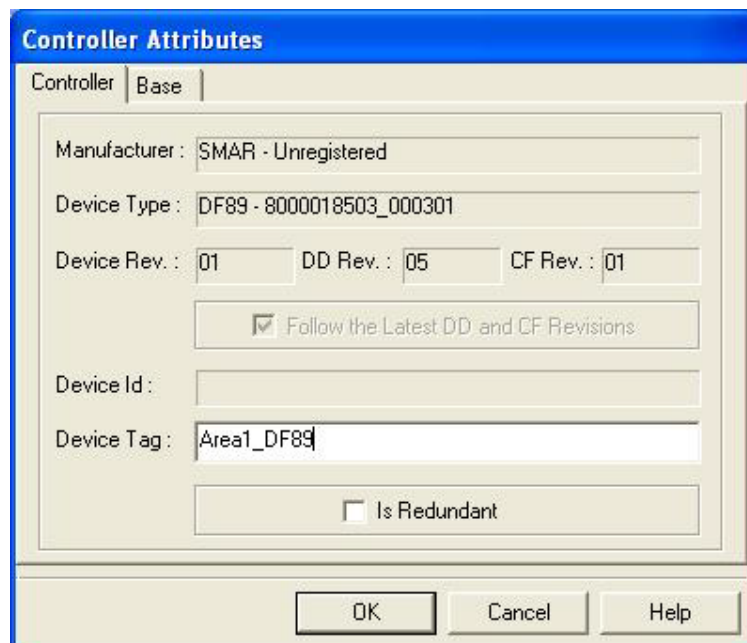 Controller Attributes
Controller Base
Manufacturer : SMAR - Unregistered
Device Type : DF89 - 8000018503_000301
Device Rev. : 01 DD Rev. : 05 CF Rev. : 01
Follow the Latest DD and CF Revisions
Device Id :
Device Tag : Area1_DF89
Is Redundant
OK Cancel Help